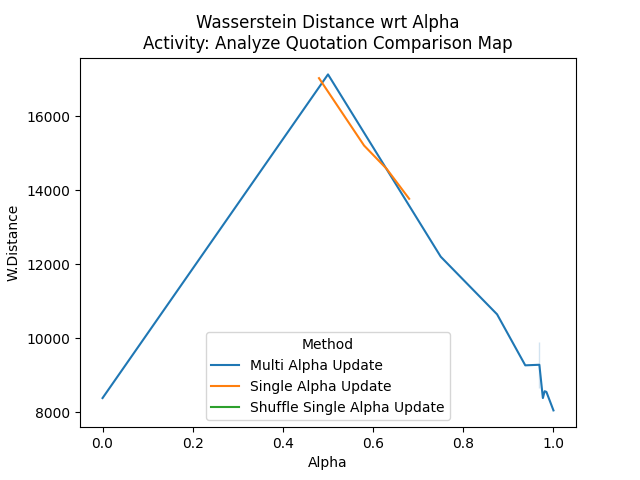 Wasserstein Distance wrt Alpha
Activity: Analyze Quotation Comparison Map
W.Distance
16000
14000
12000
10000
8000
Method
Multi Alpha Update
Single Alpha Update
Shuffle Single Alpha Update
0.0 0.2 0.4 0.6 0.8 1.0
Alpha